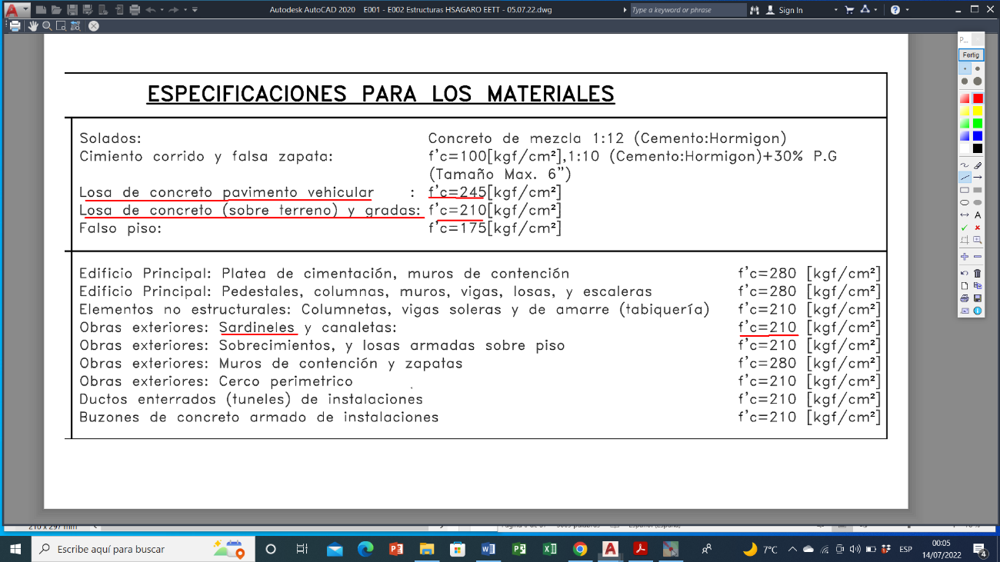 Autodesk AutoCAD 2020 E001 - E002 Estructuras HSAGARO EETT - 05.07.22.dwg
Type a keyword or phrase
Sign In
P...
Fertig
ESPECIFICACIONES PARA LOS MATERIALES
Solados: Concreto de mezcla 1:12 (Cemento:Hormigon)
Cimiento corrido y falsa zapata: f'c=100[kgf/cm²],1:10 (Cemento:Hormigon)+30% P.G
(Tamaño Max. 6")
Losa de concreto pavimento vehicular : f'c=245[kgf/cm²]
Losa de concreto (sobre terreno) y gradas: f'c=210[kgf/cm²]
Falso piso: f'c=175[kgf/cm²]
Edificio Principal: Platea de cimentación, muros de contención f'c=280 [kgf/cm²]
Edificio Principal: Pedestales, columnas, muros, vigas, losas, y escaleras f'c=280 [kgf/cm²]
Elementos no estructurales: Columnetas, vigas soleras y de amarre (tabiquería) f'c=210 [kgf/cm²]
Obras exteriores: Sardineles y canaletas: f'c=210 [kgf/cm²]
Obras exteriores: Sobrecimientos, y losas armadas sobre piso f'c=210 [kgf/cm²]
Obras exteriores: Muros de contención y zapatas f'c=280 [kgf/cm²]
Obras exteriores: Cerco perimetrico f'c=210 [kgf/cm²]
Ductos enterrados (tuneles) de instalaciones f'c=210 [kgf/cm²]
Buzones de concreto armado de instalaciones f'c=210 [kgf/cm²]
210 x 297 mm
Escribe aquí para buscar
7°C
ESP
00:05
14/07/2022
4